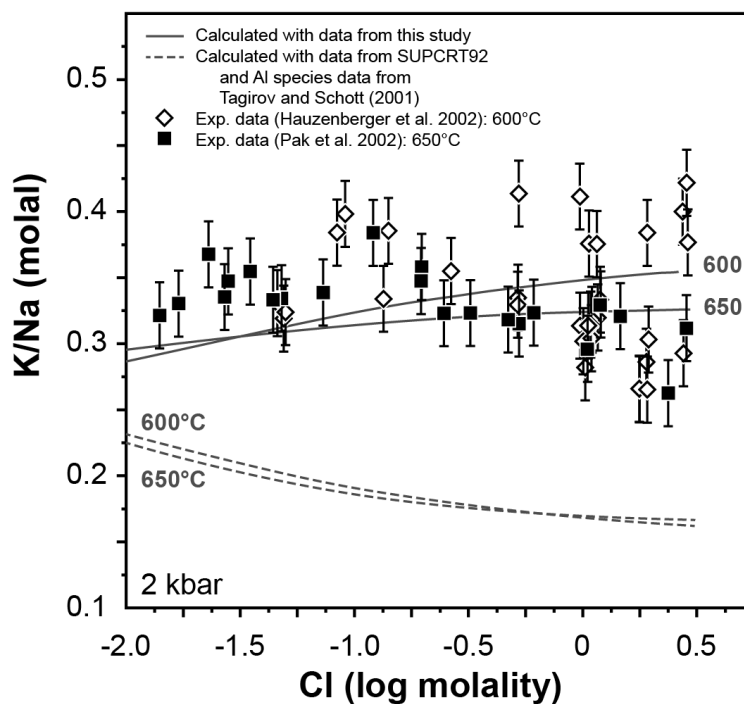 Calculated with data from this study
Calculated with data from SUPCRT92
and Al species data from
Tagirov and Schott (2001)
Exp. data (Hauzenberger et al. 2002): 600°C
Exp. data (Pak et al. 2002): 650°C
0.5
0.4
0.3
0.2
0.1
K/Na (molal)
600
650
600°C
650°C
2 kbar
-2.0 -1.5 -1.0 -0.5 0 0.5
Cl (log molality)